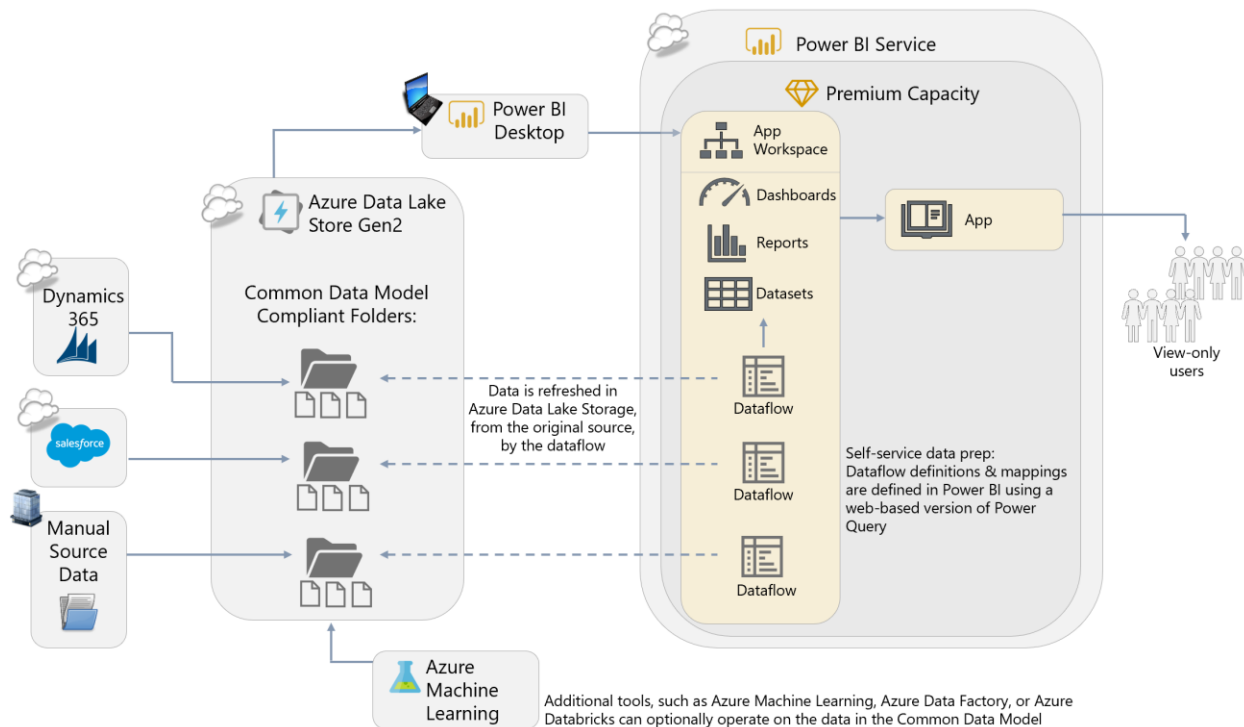 Power BI Service
Premium Capacity
Power BI
Desktop
App
Workspace
Dashboards
Reports
Datasets
Dataflow
Dataflow
Dataflow
App
View-only
users
Azure Data Lake
Store Gen2
Common Data Model
Compliant Folders:
Dynamics
365
salesforce
Manual
Source
Data
Data is refreshed in
Azure Data Lake Storage,
from the original source,
by the dataflow
Self-service data prep:
Dataflow definitions & mappings
are defined in Power BI using a
web-based version of Power
Query
Azure
Machine
Learning
Additional tools, such as Azure Machine Learning, Azure Data Factory, or Azure
Databricks can optionally operate on the data in the Common Data Model